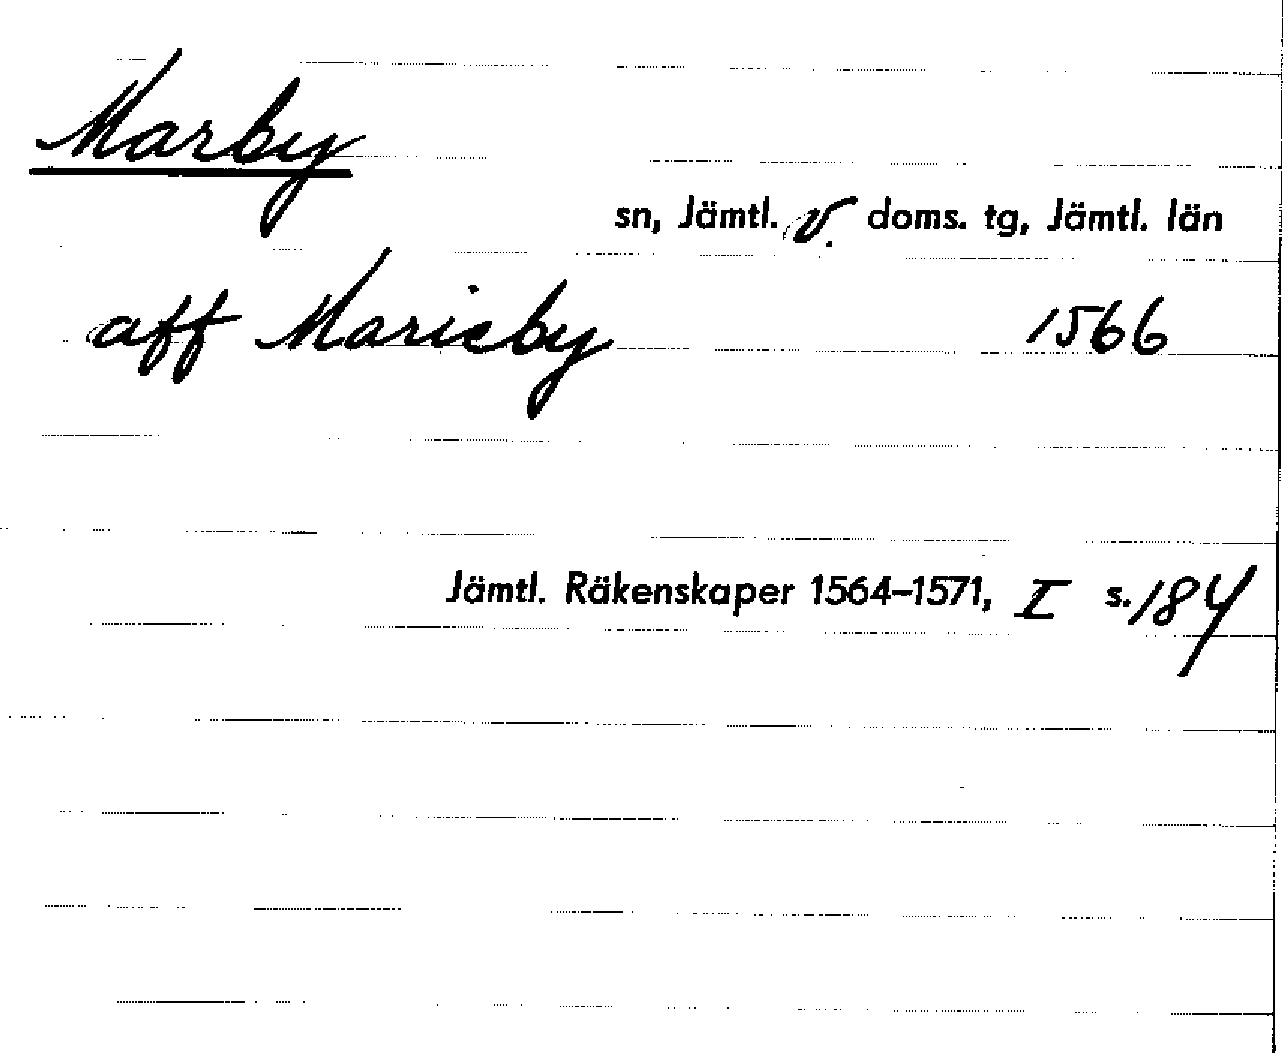 Marby
sn, Jämtl. v. doms. tg, Jämtl. län
aff Marieby 1566
Jämtl. Räkenskaper 1564–1571, I s. 184